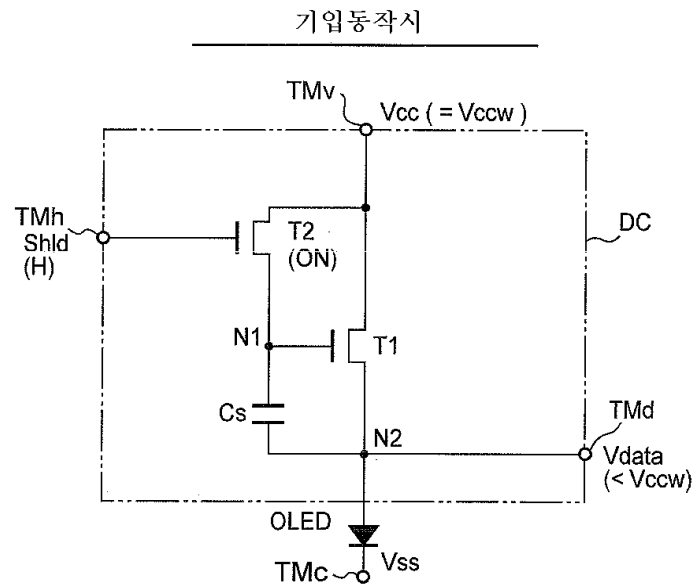 기입동작시
TMv
Vcc ( = Vccw )
TMh
Shld
(H)
T2
(ON)
DC
N1
T1
Cs
N2
TMd
Vdata
(< Vccw)
OLED
Vss
TMc